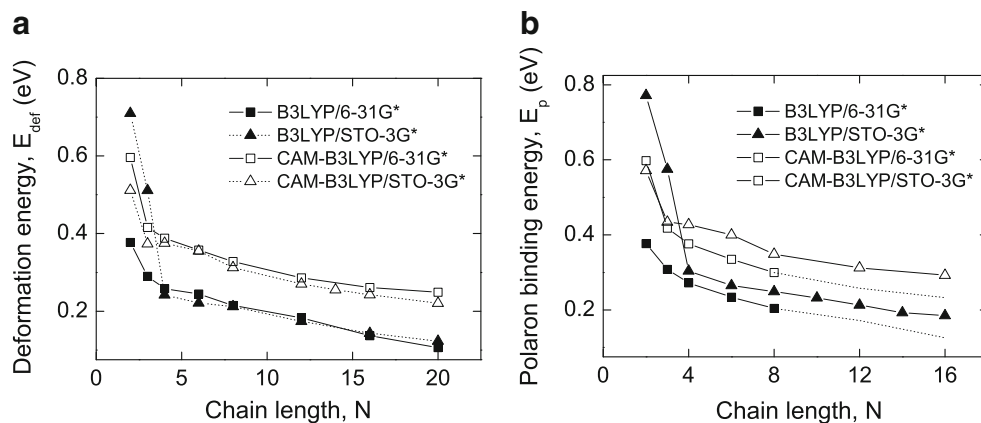 a
Deformation energy, E_def (eV)
0.8
0.6
0.4
0.2
B3LYP/6-31G*
B3LYP/STO-3G*
CAM-B3LYP/6-31G*
CAM-B3LYP/STO-3G*
0 5 10 15 20
Chain length, N
b
Polaron binding energy, E_p (eV)
0.8
0.6
0.4
0.2
B3LYP/6-31G*
B3LYP/STO-3G*
CAM-B3LYP/6-31G*
CAM-B3LYP/STO-3G*
0 4 8 12 16
Chain length, N